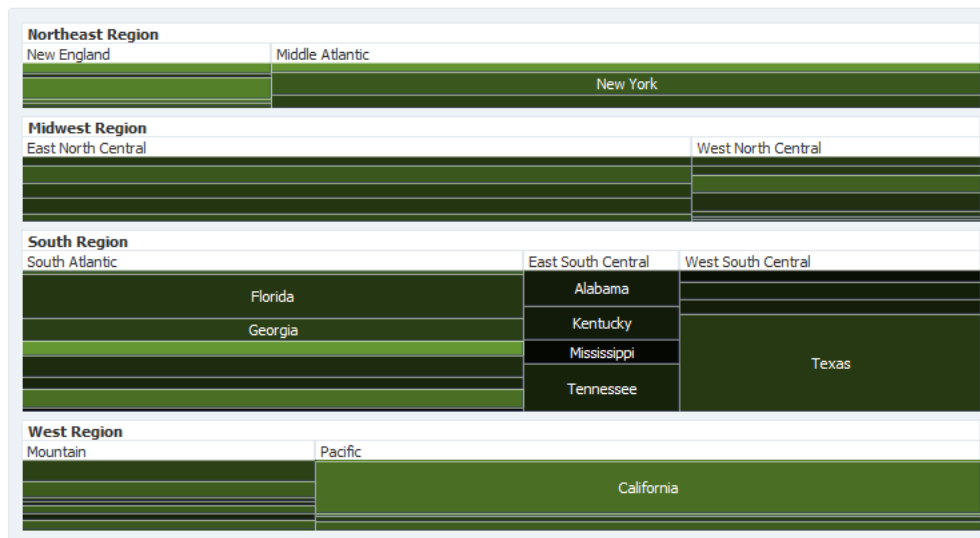 Northeast Region
New England Middle Atlantic
New York
Midwest Region
East North Central West North Central
South Region
South Atlantic East South Central West South Central
Alabama
Florida
Kentucky
Georgia
Mississippi
Texas
Tennessee
West Region
Mountain Pacific
California